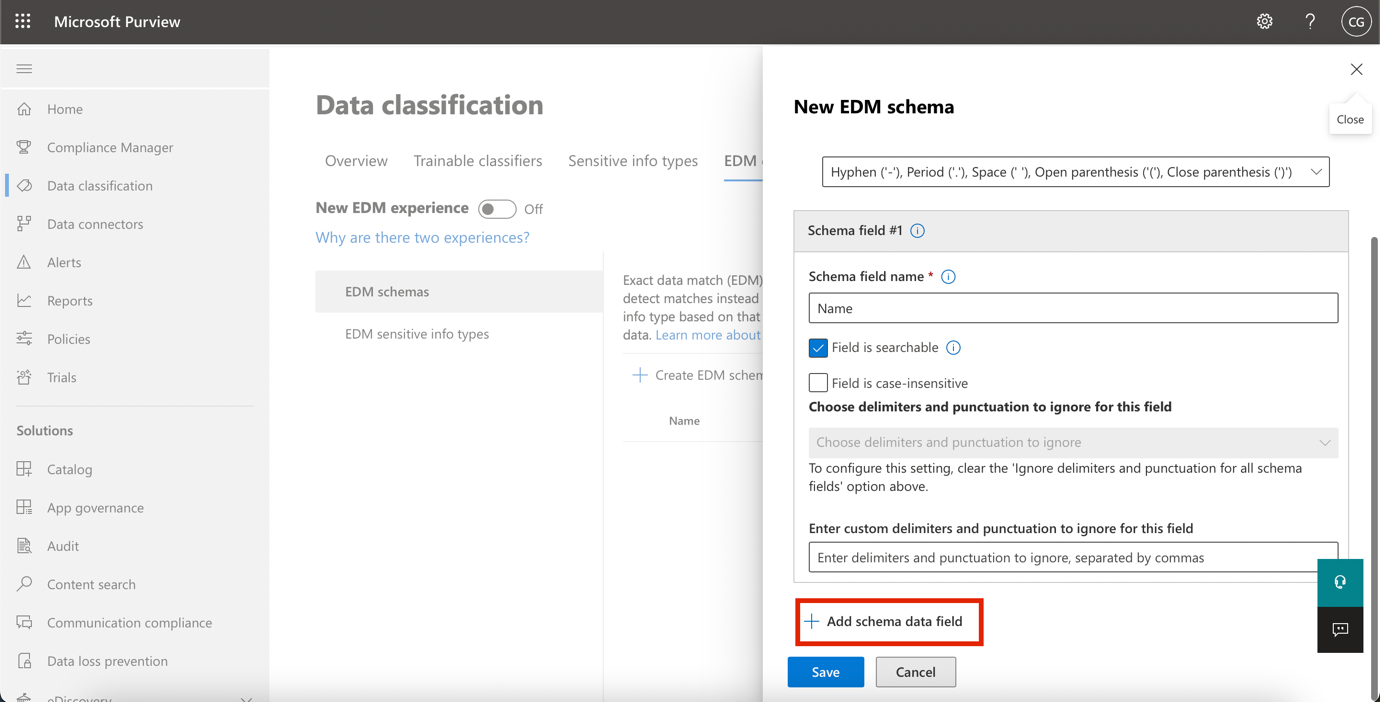 Microsoft Purview
?
CG
Home
Compliance Manager
Data classification
Data connectors
Alerts
Reports
Policies
Trials
Solutions
Catalog
App governance
Audit
Content search
Communication compliance
Data loss prevention
eDiscovery
Data classification
Overview
Trainable classifiers
Sensitive info types
EDM
New EDM experience
Off
Why are there two experiences?
EDM schemas
EDM sensitive info types
Exact data match (EDM)
detect matches instead
info type based on that
data. Learn more about
Create EDM schem
Name
New EDM schema
Close
Hyphen ('-'), Period ('.'), Space (' '), Open parenthesis ('('), Close parenthesis (')')
Schema field #1
Schema field name *
Name
Field is searchable
Field is case-insensitive
Choose delimiters and punctuation to ignore for this field
Choose delimiters and punctuation to ignore
To configure this setting, clear the 'Ignore delimiters and punctuation for all schema
fields' option above.
Enter custom delimiters and punctuation to ignore for this field
Enter delimiters and punctuation to ignore, separated by commas
+ Add schema data field
Save
Cancel